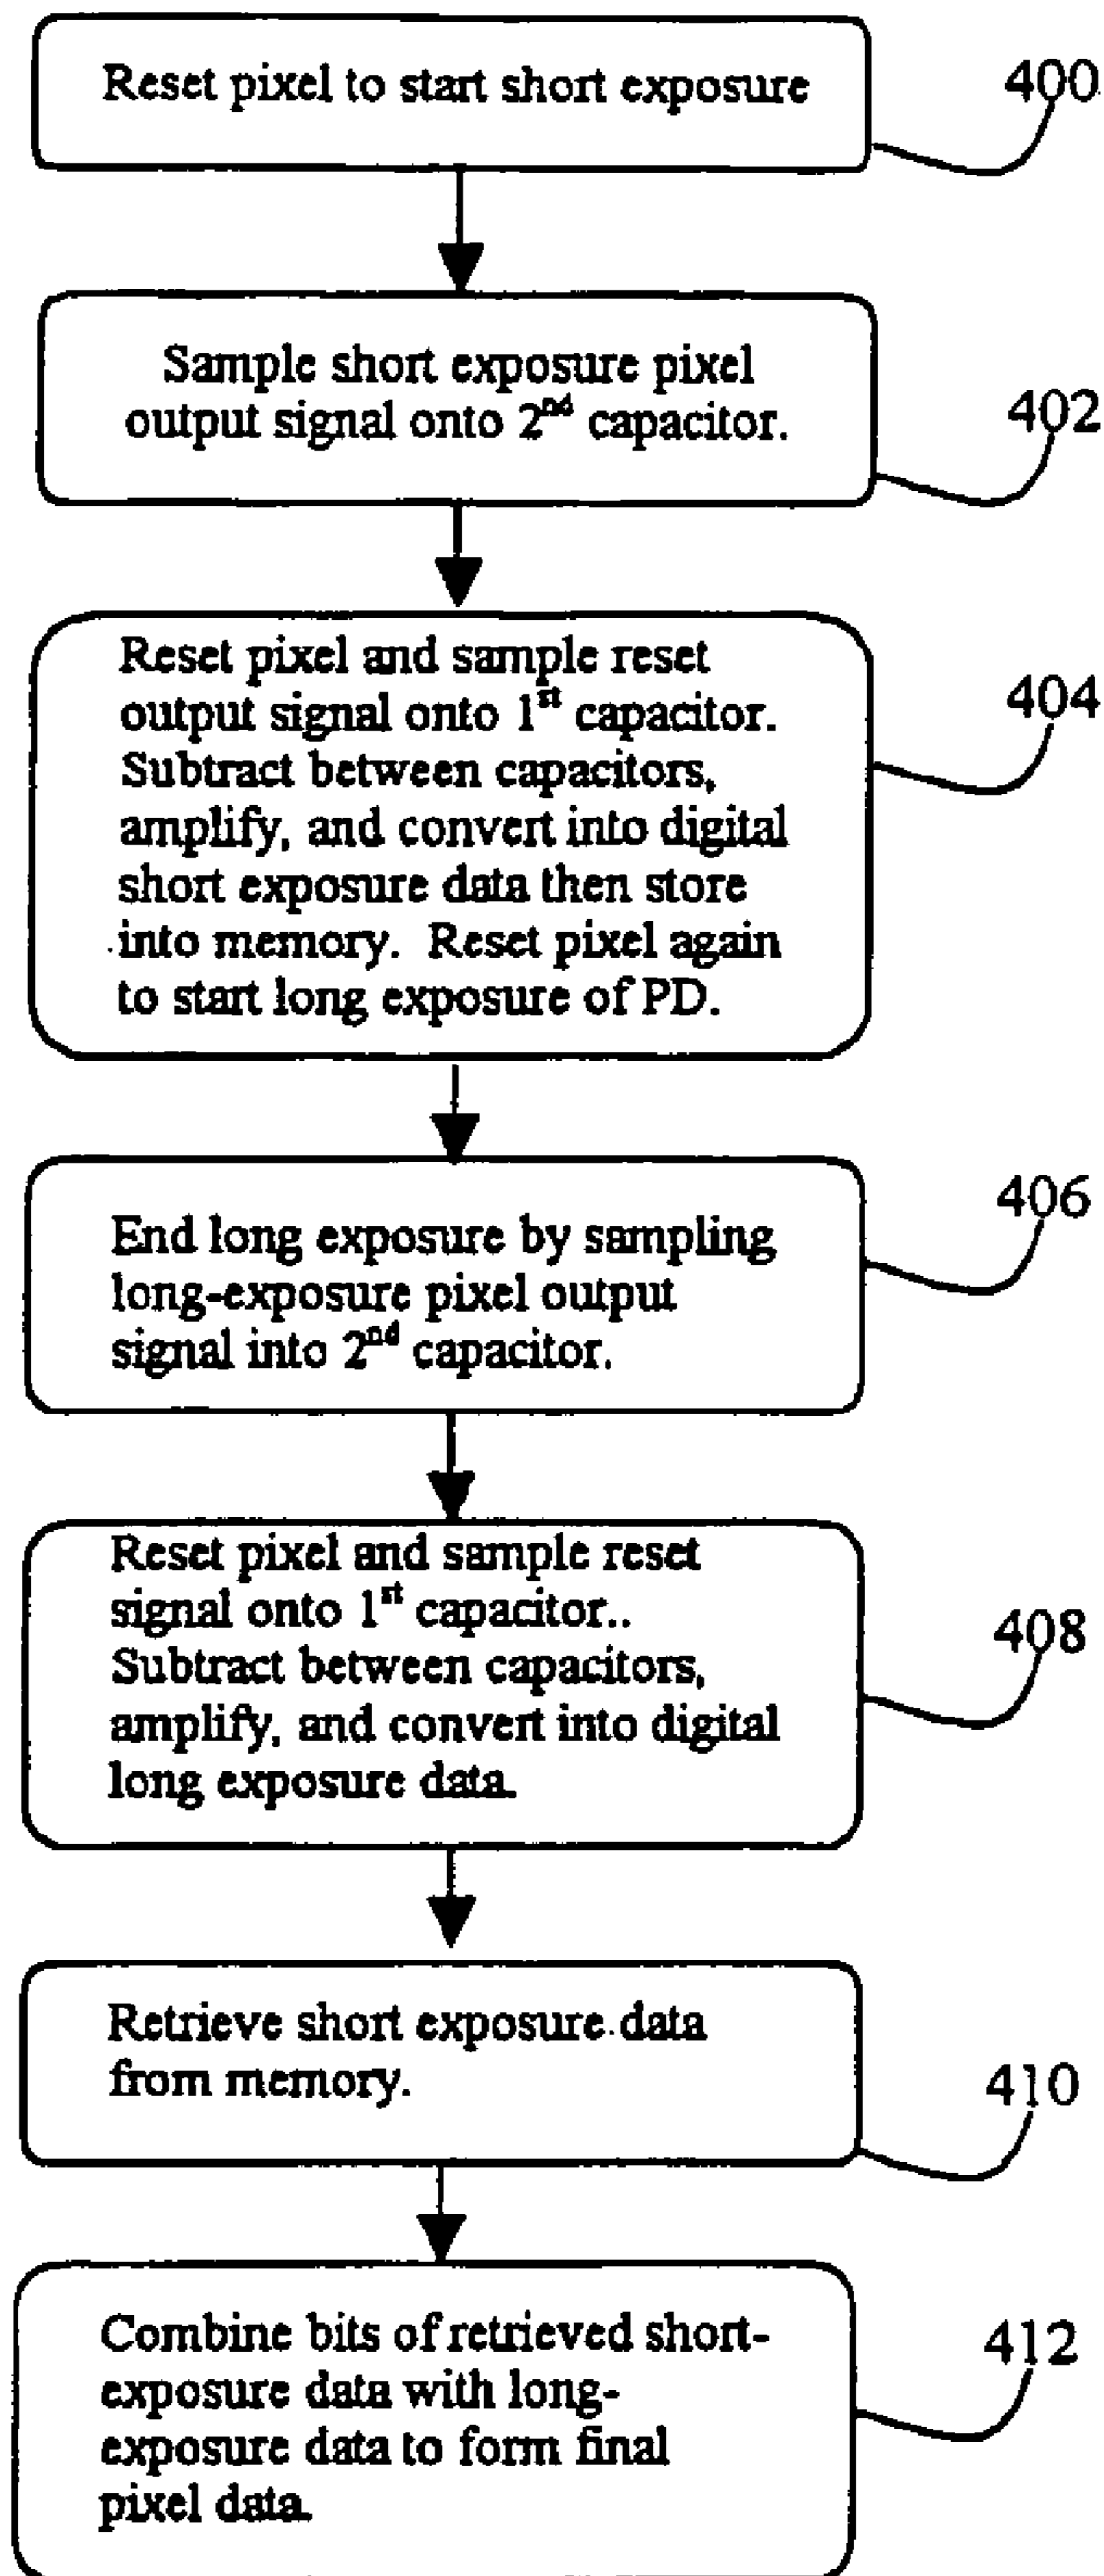 Reset pixel to start short exposure
400
Sample short exposure pixel
output signal onto 2nd capacitor.
402
Reset pixel and sample reset
output signal onto 1st capacitor.
Subtract between capacitors,
amplify, and convert into digital
short exposure data then store
into memory. Reset pixel again
to start long exposure of PD.
404
End long exposure by sampling
long-exposure pixel output
signal into 2nd capacitor.
406
Reset pixel and sample reset
signal onto 1st capacitor..
Subtract between capacitors,
amplify, and convert into digital
long exposure data.
408
Retrieve short exposure data
from memory.
410
Combine bits of retrieved short-
exposure data with long-
exposure data to form final
pixel data.
412